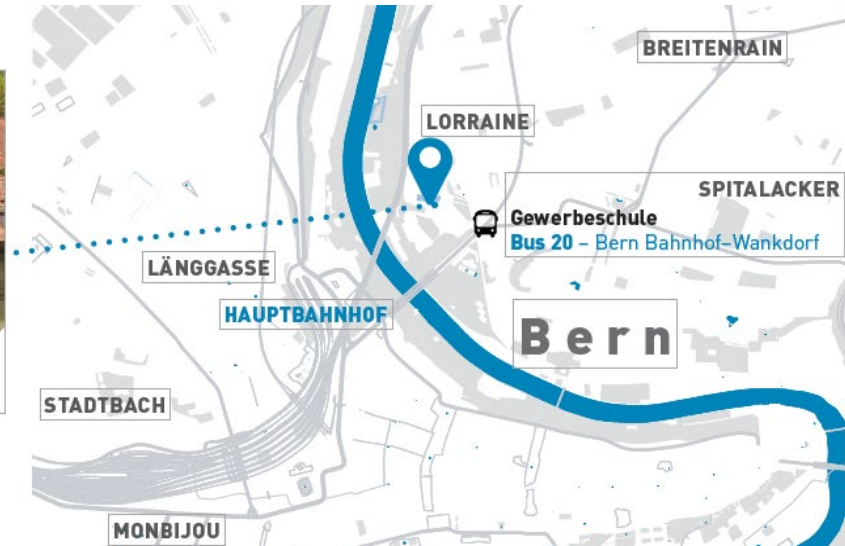 BREITENRAIN
LORRAINE
SPITALACKER
Gewerbeschule
Bus 20 – Bern Bahnhof–Wankdorf
LÄNGGASSE
HAUPTBAHNHOF
Bern
STADTBACH
MONBIJOU